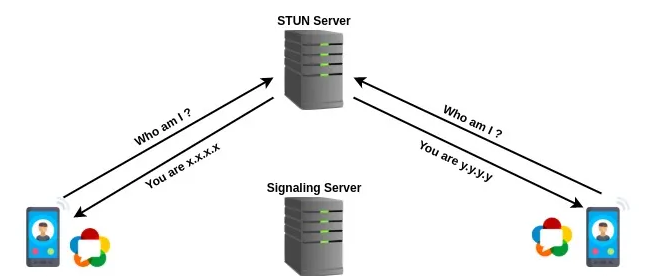 STUN Server
Who am I ?
You are x.x.x.x
Who am I ?
You are y.y.y.y
Signaling Server